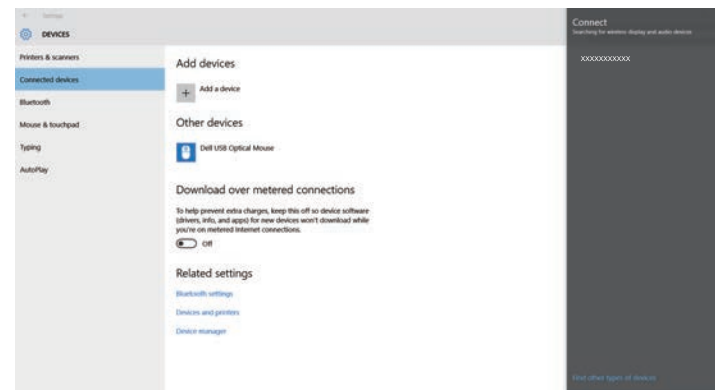 Settings
DEVICES
Printers & scanners
Connected devices
Bluetooth
Mouse & touchpad
Typing
AutoPlay
Add devices
+ Add a device
Other devices
Dell USB Optical Mouse
Download over metered connections
To help prevent extra charges, keep this off so device software
(drivers, info, and apps) for new devices won't download while
you're on metered Internet connections.
Off
Related settings
Bluetooth settings
Devices and printers
Device manager
Connect
Searching for wireless display and audio devices
xxxxxxxxxxx
Find other types of devices